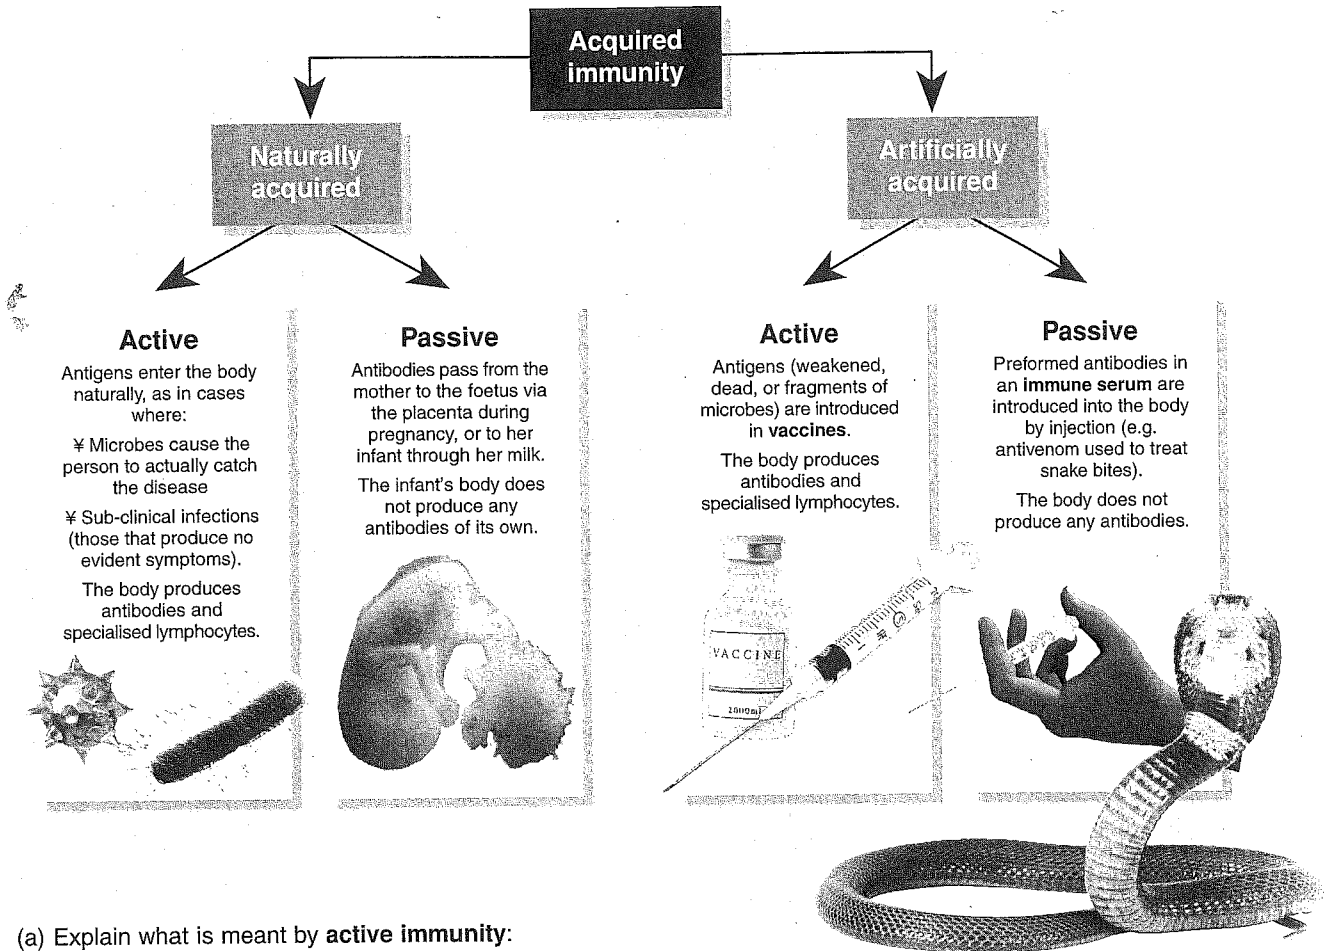 Acquired
immunity
Naturally
acquired
Artificially
acquired
Active
Antigens enter the body
naturally, as in cases
where:
¥ Microbes cause the
person to actually catch
the disease
¥ Sub-clinical infections
(those that produce no
evident symptoms).
The body produces
antibodies and
specialised lymphocytes.
Passive
Antibodies pass from the
mother to the foetus via
the placenta during
pregnancy, or to her
infant through her milk.
The infant's body does
not produce any
antibodies of its own.
Active
Antigens (weakened,
dead, or fragments of
microbes) are introduced
in vaccines.
The body produces
antibodies and
specialised lymphocytes.
VACCINE
Passive
Preformed antibodies in
an immune serum are
introduced into the body
by injection (e.g.
antivenom used to treat
snake bites).
The body does not
produce any antibodies.
(a) Explain what is meant by active immunity: